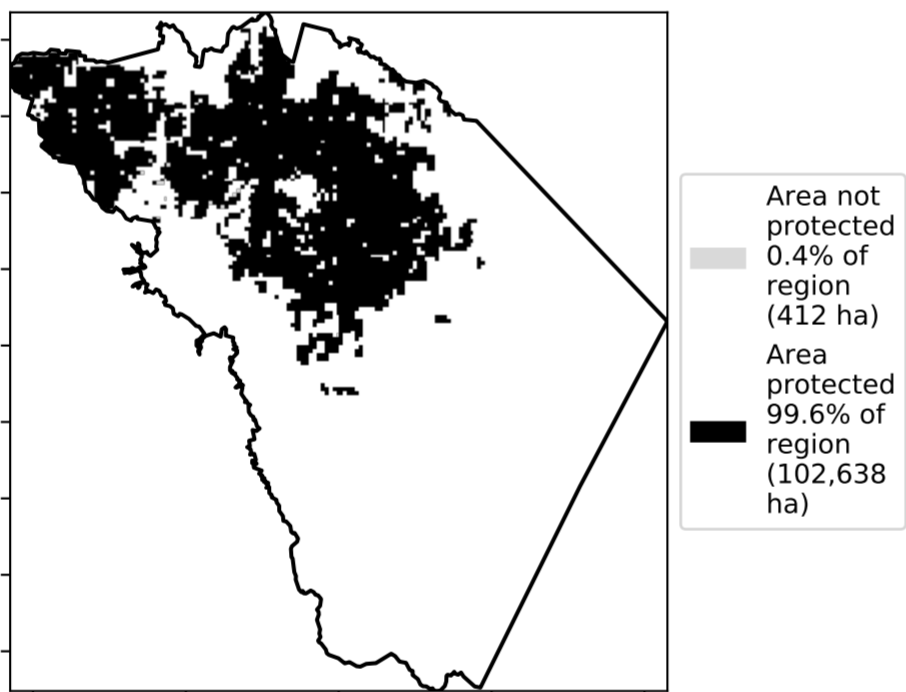 Area not
protected
0.4% of
region
(412 ha)
Area
protected
99.6% of
region
(102,638
ha)